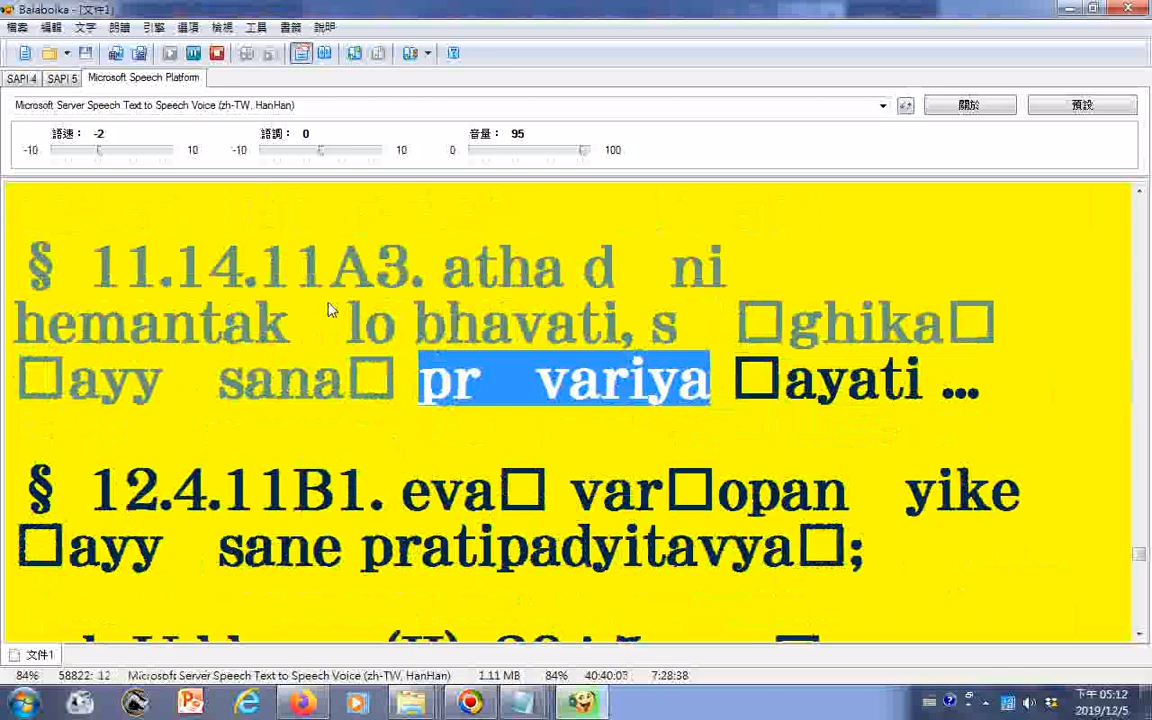 Balabolka - [文件1]
檔案 編輯 文字 朗讀 引擎 選項 檢視 工具 書籤 說明
SAPI 4 SAPI 5 Microsoft Speech Platform
Microsoft Server Speech Text to Speech Voice (zh-TW, HanHan) 關於 預設
語速： -2 語調： 0 音量： 95
-10 10 -10 10 0 100
§ 11.14.11A3. atha d ni
hemantak lo bhavati, s □ghika□
□ayy sana□ pr variya □ayati ...
§ 12.4.11B1. eva□ var□opan yike
□ayy sane pratipadyitavya□;
文件1
84% 58822: 12 Microsoft Server Speech Text to Speech Voice (zh-TW, HanHan) 1.11 MB 84% 40:40:03 7:28:38
下午 05:12
2019/12/5